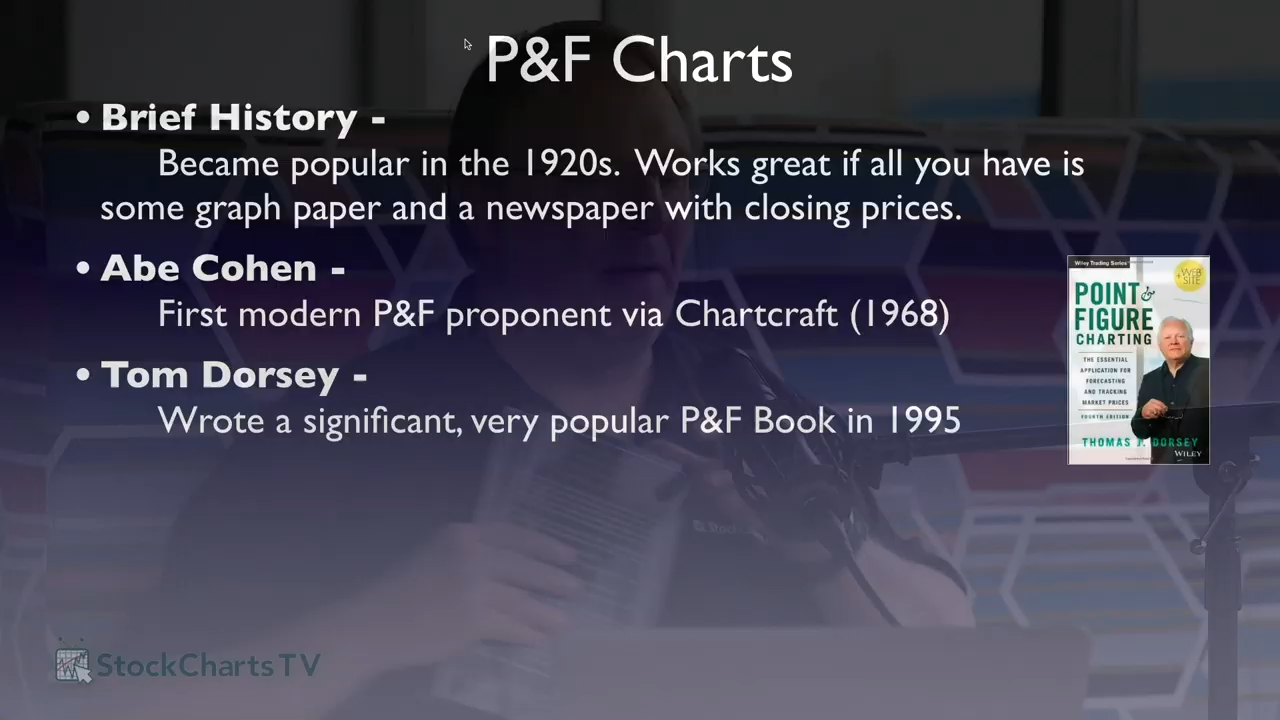 P&F Charts
• Brief History -
Became popular in the 1920s. Works great if all you have is
some graph paper and a newspaper with closing prices.
• Abe Cohen -
First modern P&F proponent via Chartcraft (1968)
• Tom Dorsey -
Wrote a significant, very popular P&F Book in 1995
Wiley Trading Series
+WEB
SITE
POINT &
FIGURE
CHARTING
THE ESSENTIAL
APPLICATION FOR
FORECASTING
AND TRACKING
MARKET PRICES
FOURTH EDITION
THOMAS J. DORSEY
WILEY
StockCharts TV